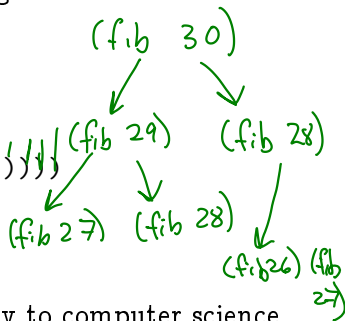 (fib 30)
)))) (fib 29) (fib 28)
(fib 27) (fib 28)
(fib 26) (fib
27)
to computer science